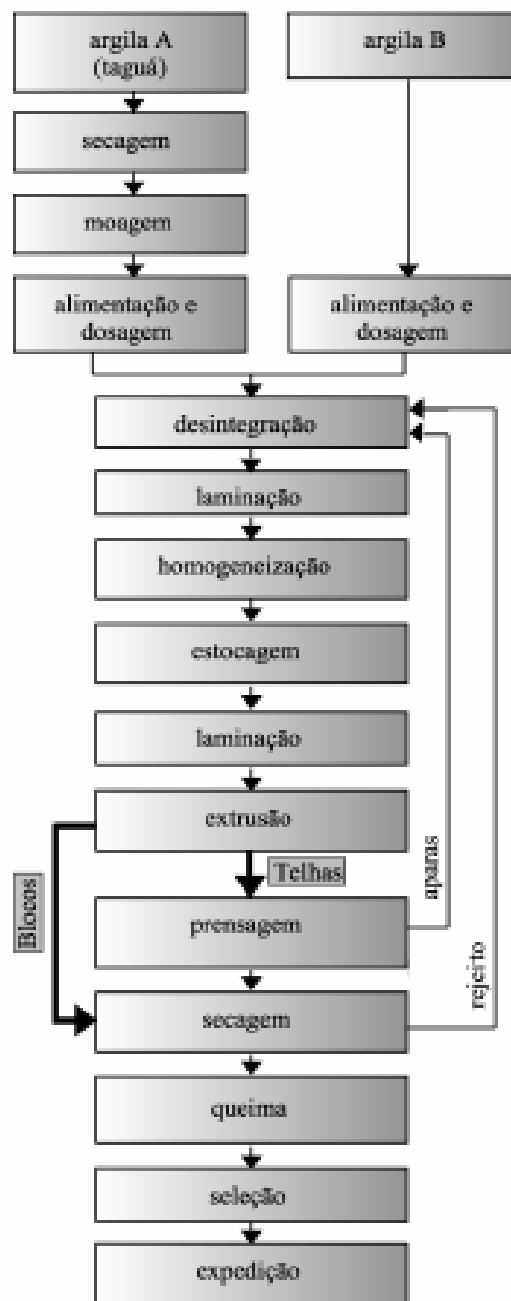 argila A
(taguá)
argila B
secagem
moagem
alimentação e
dosagem
alimentação e
dosagem
desintegração
laminação
homogeneização
estocagem
laminação
extrusão
Blocos
Telhas
aparas
prensagem
rejeito
secagem
queima
seleção
expedição